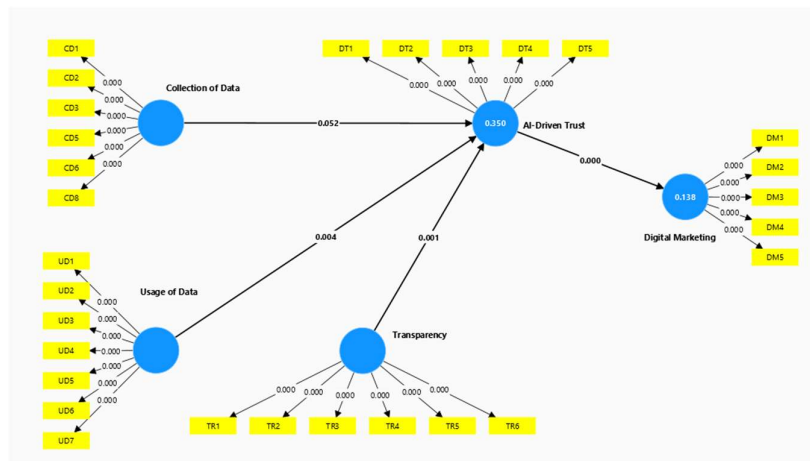 CD1
CD2
CD3
CD5
CD6
CD8
0.000
0.000
0.000
0.000
0.000
0.000
Collection of Data
0.052
DT1
DT2
DT3
DT4
DT5
0.000
0.000
0.000
0.000
0.000
0.350
AI-Driven Trust
0.000
DM1
DM2
DM3
DM4
DM5
0.000
0.000
0.000
0.000
0.000
0.138
Digital Marketing
0.004
0.001
UD1
UD2
UD3
UD4
UD5
UD6
UD7
0.000
0.000
0.000
0.000
0.000
0.000
0.000
Usage of Data
Transparency
0.000
0.000
0.000
0.000
0.000
0.000
TR1
TR2
TR3
TR4
TR5
TR6